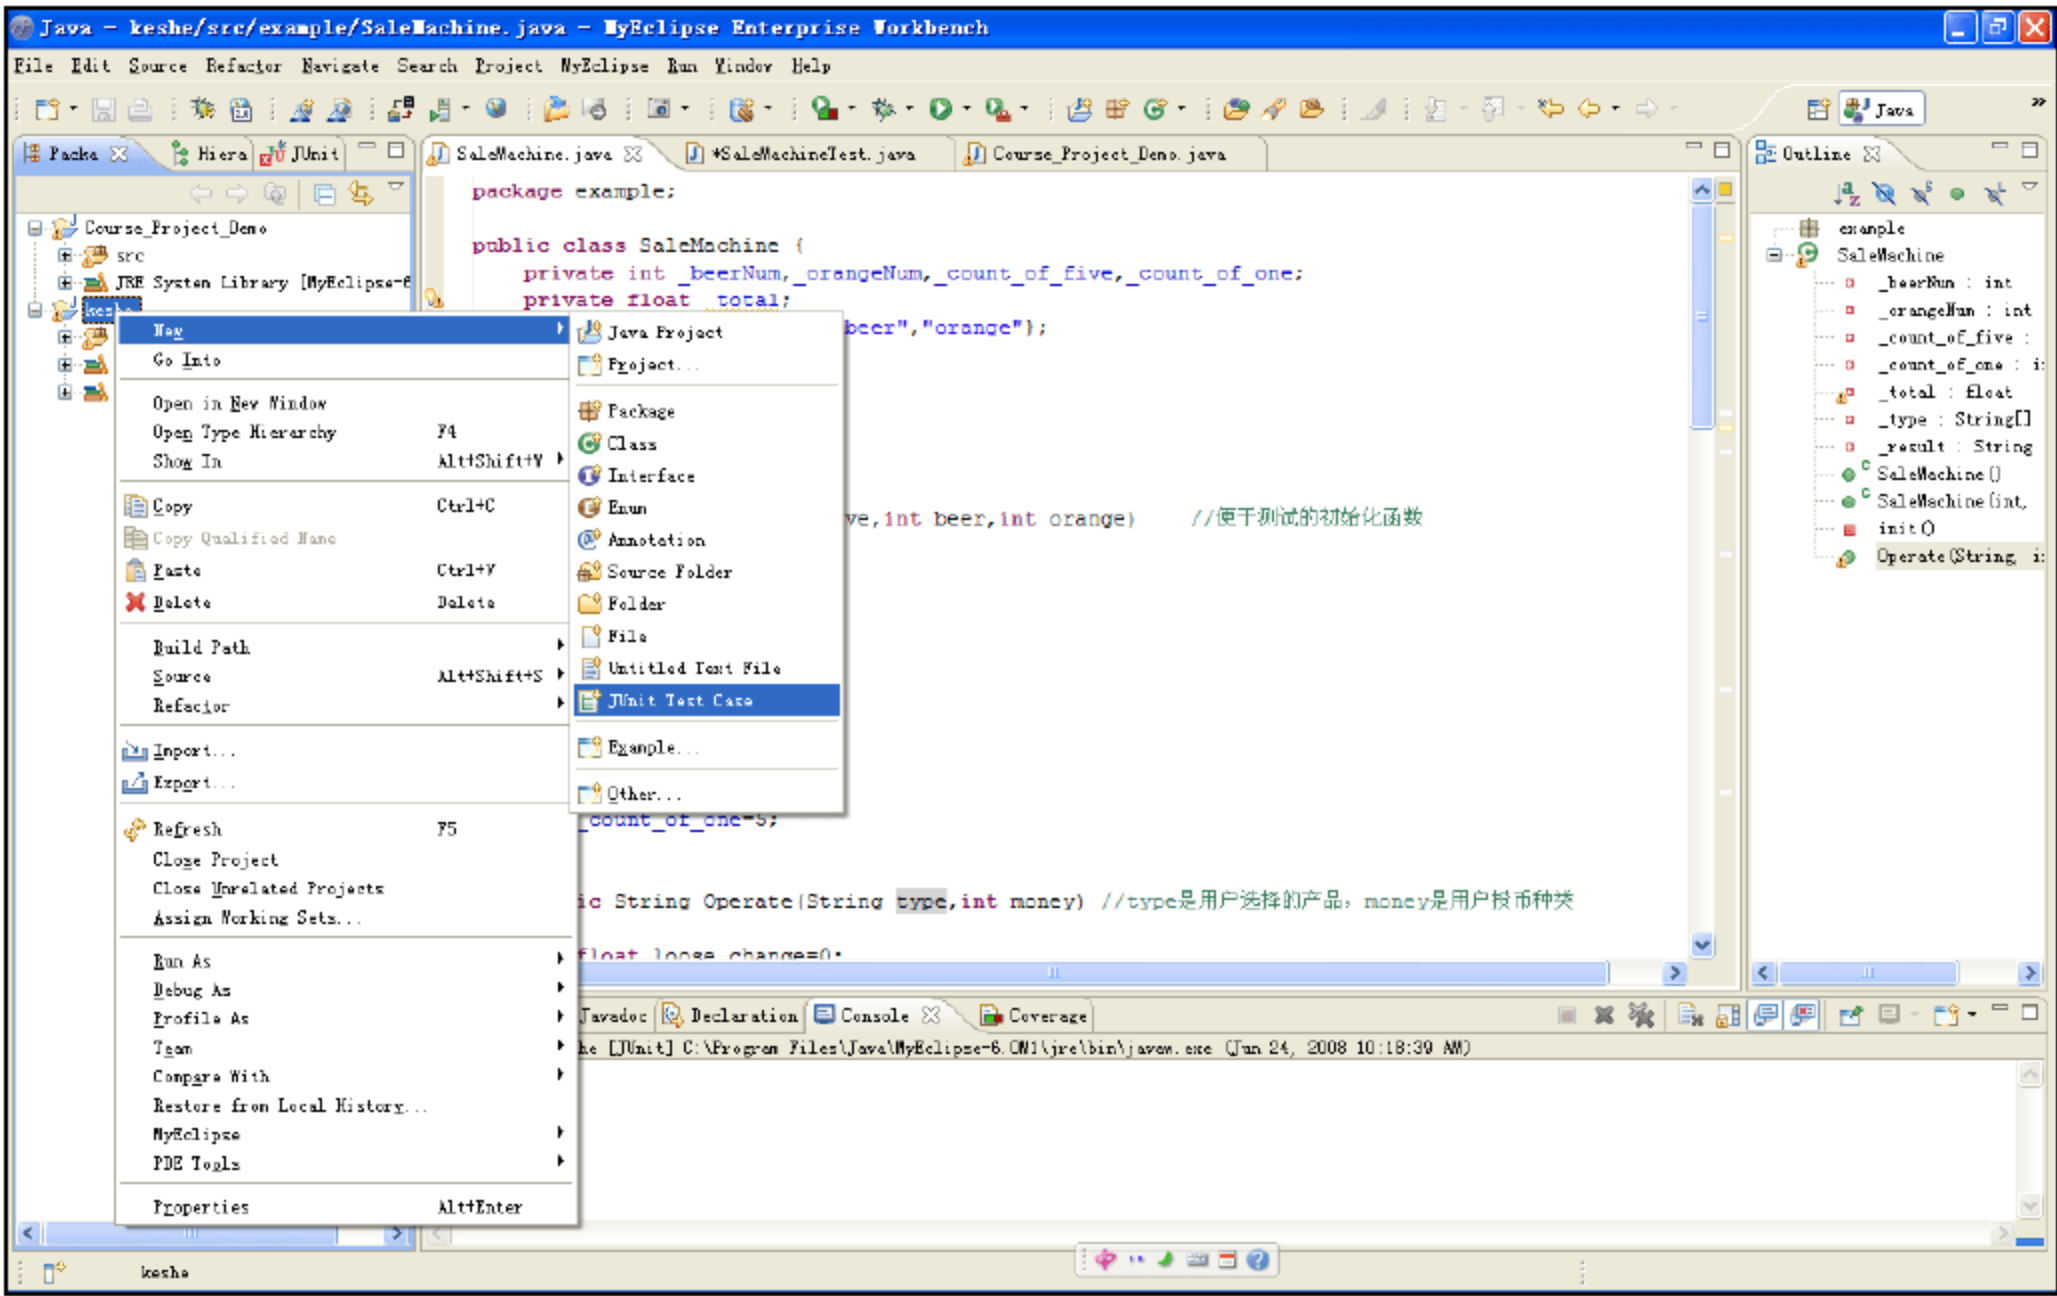 Java - keshe/src/example/SaleMachine.java - MyEclipse Enterprise Workbench
File Edit Source Refactor Navigate Search Project MyEclipse Run Window Help
Java
Packa Hiera JUnit
SaleMachine.java *SaleMachineTest.java Course_Project_Demo.java
Outline
Course_Project_Demo
src
JRE System Library [MyEclipse-6
New
Go Into
Open in New Window
Open Type Hierarchy F4
Show In Alt+Shift+W
Copy Ctrl+C
Copy Qualified Name
Paste Ctrl+V
Delete Delete
Build Path
Source Alt+Shift+S
Refactor
Import...
Export...
Refresh F5
Close Project
Close Unrelated Projects
Assign Working Sets...
Run As
Debug As
Profile As
Team
Compare With
Restore from Local History...
MyEclipse
PDE Tools
Properties Alt+Enter
Java Project
Project...
Package
Class
Interface
Enum
Annotation
Source Folder
Folder
File
Untitled Text File
JUnit Test Case
Example...
Other...
package example;
public class SaleMachine {
private int _beerNum,_orangeNum,_count_of_five,_count_of_one;
private float _total;
beer","orange"};
ve,int beer,int orange) //便于测试的初始化函数
_count_of_one=5;
ic String Operate(String type,int money) //type是用户选择的产品，money是用户投币种类
float loose change=0;
example
SaleMachine
_beerNum : int
_orangeNum : int
_count_of_five :
_count_of_one : i
_total : float
_type : String[]
_result : String
SaleMachine()
SaleMachine(int,
init()
Operate(String, i
Javadoc Declaration Console Coverage
he [JUnit] C:\Program Files\Java\MyEclipse-6.0M1\jre\bin\javaw.exe (Jun 24, 2008 10:18:39 AM)
keshe